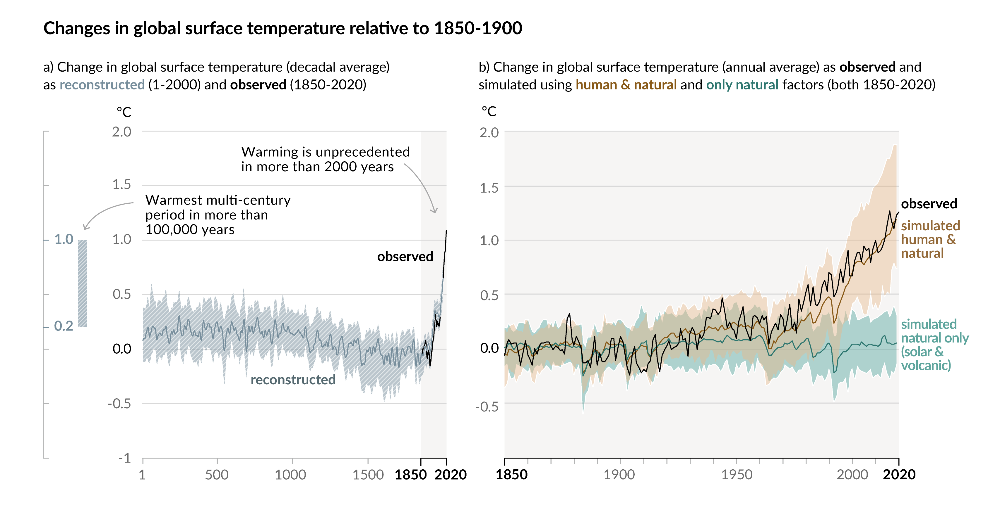 Changes in global surface temperature relative to 1850-1900
a) Change in global surface temperature (decadal average)
as reconstructed (1-2000) and observed (1850-2020)
ºC
2.0
1.5
1.0
0.5
0.0
-0.5
-1
1.0
0.2
Warming is unprecedented
in more than 2000 years
Warmest multi-century
period in more than
100,000 years
observed
reconstructed
1
500
1000
1500
1850
2020
b) Change in global surface temperature (annual average) as observed and
simulated using human & natural and only natural factors (both 1850-2020)
ºC
2.0
1.5
1.0
0.5
0.0
-0.5
observed
simulated
human &
natural
simulated
natural only
(solar &
volcanic)
1850
1900
1950
2000
2020